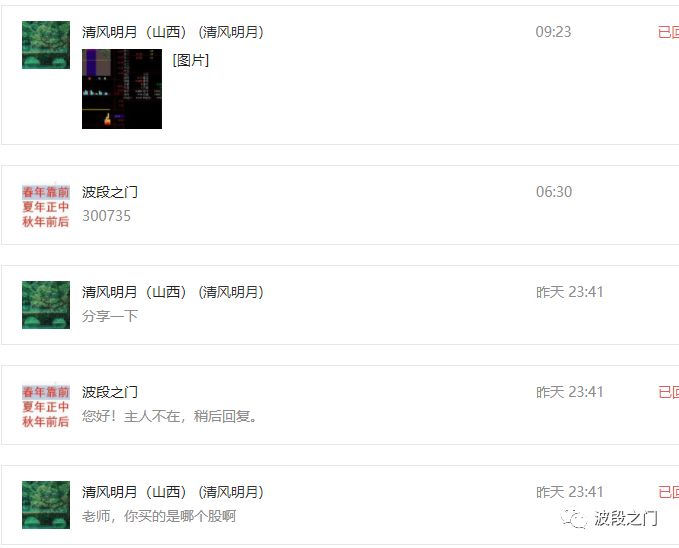 清风明月（山西） (清风明月)
09:23
已回
[图片]
春年靠前
夏年正中
秋年前后
波段之门
06:30
300735
清风明月（山西） (清风明月)
昨天 23:41
分享一下
春年靠前
夏年正中
秋年前后
波段之门
昨天 23:41
已回
您好！主人不在，稍后回复。
清风明月（山西） (清风明月)
昨天 23:41
已回
老师，你买的是哪个股啊
波段之门